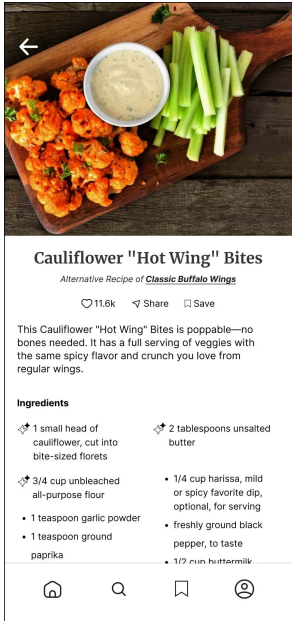 Cauliflower "Hot Wing" Bites
Alternative Recipe of Classic Buffalo Wings
11.6k Share Save
This Cauliflower "Hot Wing" Bites is poppable—no
bones needed. It has a full serving of veggies with
the same spicy flavor and crunch you love from
regular wings.
Ingredients
1 small head of
cauliflower, cut into
bite-sized florets
3/4 cup unbleached
all-purpose flour
• 1 teaspoon garlic powder
• 1 teaspoon ground
paprika
2 tablespoons unsalted
butter
• 1/4 cup harissa, mild
or spicy favorite dip,
optional, for serving
• freshly ground black
pepper, to taste
• 1/2 cup buttermilk